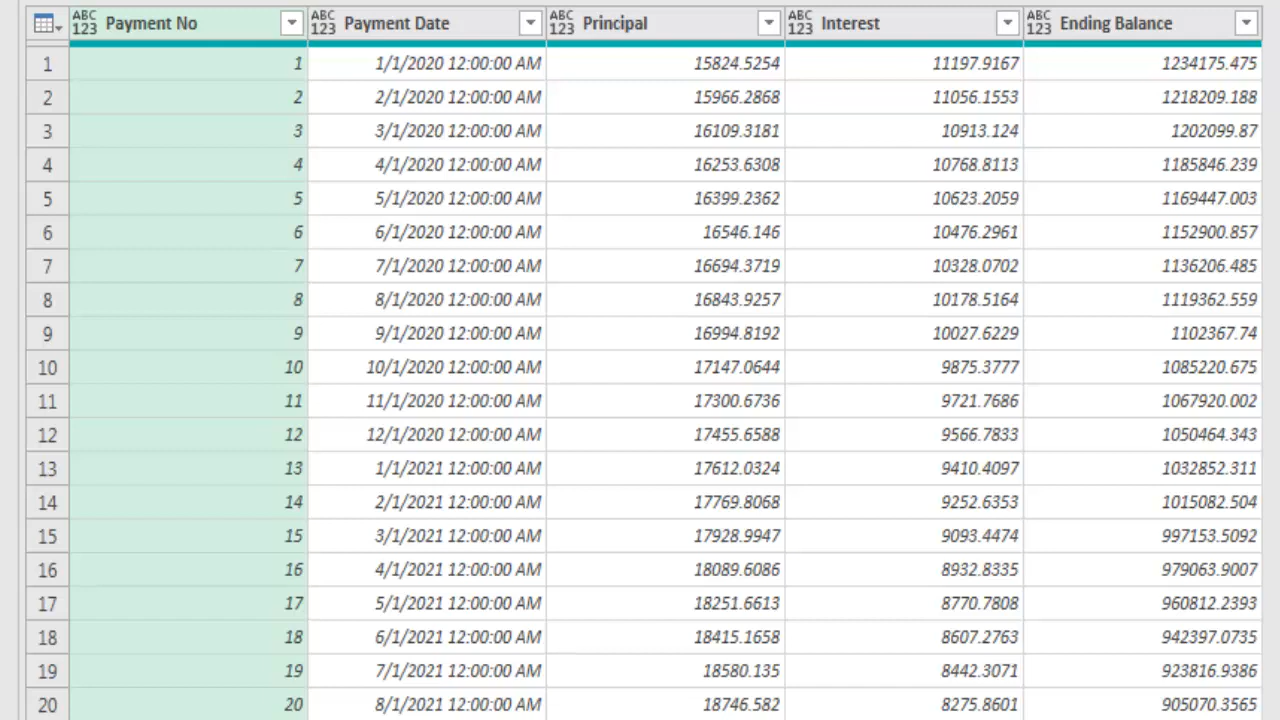 ABC 123 Payment No ABC 123 Payment Date ABC 123 Principal ABC 123 Interest ABC 123 Ending Balance
1 1 1/1/2020 12:00:00 AM 15824.5254 11197.9167 1234175.475
2 2 2/1/2020 12:00:00 AM 15966.2868 11056.1553 1218209.188
3 3 3/1/2020 12:00:00 AM 16109.3181 10913.124 1202099.87
4 4 4/1/2020 12:00:00 AM 16253.6308 10768.8113 1185846.239
5 5 5/1/2020 12:00:00 AM 16399.2362 10623.2059 1169447.003
6 6 6/1/2020 12:00:00 AM 16546.146 10476.2961 1152900.857
7 7 7/1/2020 12:00:00 AM 16694.3719 10328.0702 1136206.485
8 8 8/1/2020 12:00:00 AM 16843.9257 10178.5164 1119362.559
9 9 9/1/2020 12:00:00 AM 16994.8192 10027.6229 1102367.74
10 10 10/1/2020 12:00:00 AM 17147.0644 9875.3777 1085220.675
11 11 11/1/2020 12:00:00 AM 17300.6736 9721.7686 1067920.002
12 12 12/1/2020 12:00:00 AM 17455.6588 9566.7833 1050464.343
13 13 1/1/2021 12:00:00 AM 17612.0324 9410.4097 1032852.311
14 14 2/1/2021 12:00:00 AM 17769.8068 9252.6353 1015082.504
15 15 3/1/2021 12:00:00 AM 17928.9947 9093.4474 997153.5092
16 16 4/1/2021 12:00:00 AM 18089.6086 8932.8335 979063.9007
17 17 5/1/2021 12:00:00 AM 18251.6613 8770.7808 960812.2393
18 18 6/1/2021 12:00:00 AM 18415.1658 8607.2763 942397.0735
19 19 7/1/2021 12:00:00 AM 18580.135 8442.3071 923816.9386
20 20 8/1/2021 12:00:00 AM 18746.582 8275.8601 905070.3565